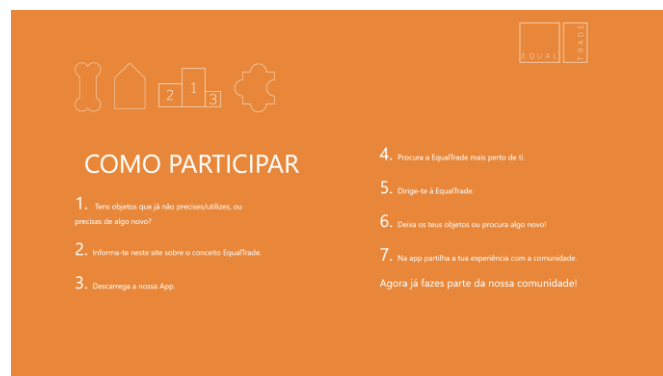 EQUAL
TRADE
2 1 3
COMO PARTICIPAR
1. Tens objetos que já não precises/utilizes, ou
precisas de algo novo?
2. Informa-te neste site sobre o conceito EqualTrade.
3. Descarrega a nossa App.
4. Procura a EqualTrade mais perto de ti.
5. Dirige-te à EqualTrade.
6. Deixa os teus objetos ou procura algo novo!
7. Na app partilha a tua experiência com a comunidade.
Agora já fazes parte da nossa comunidade!